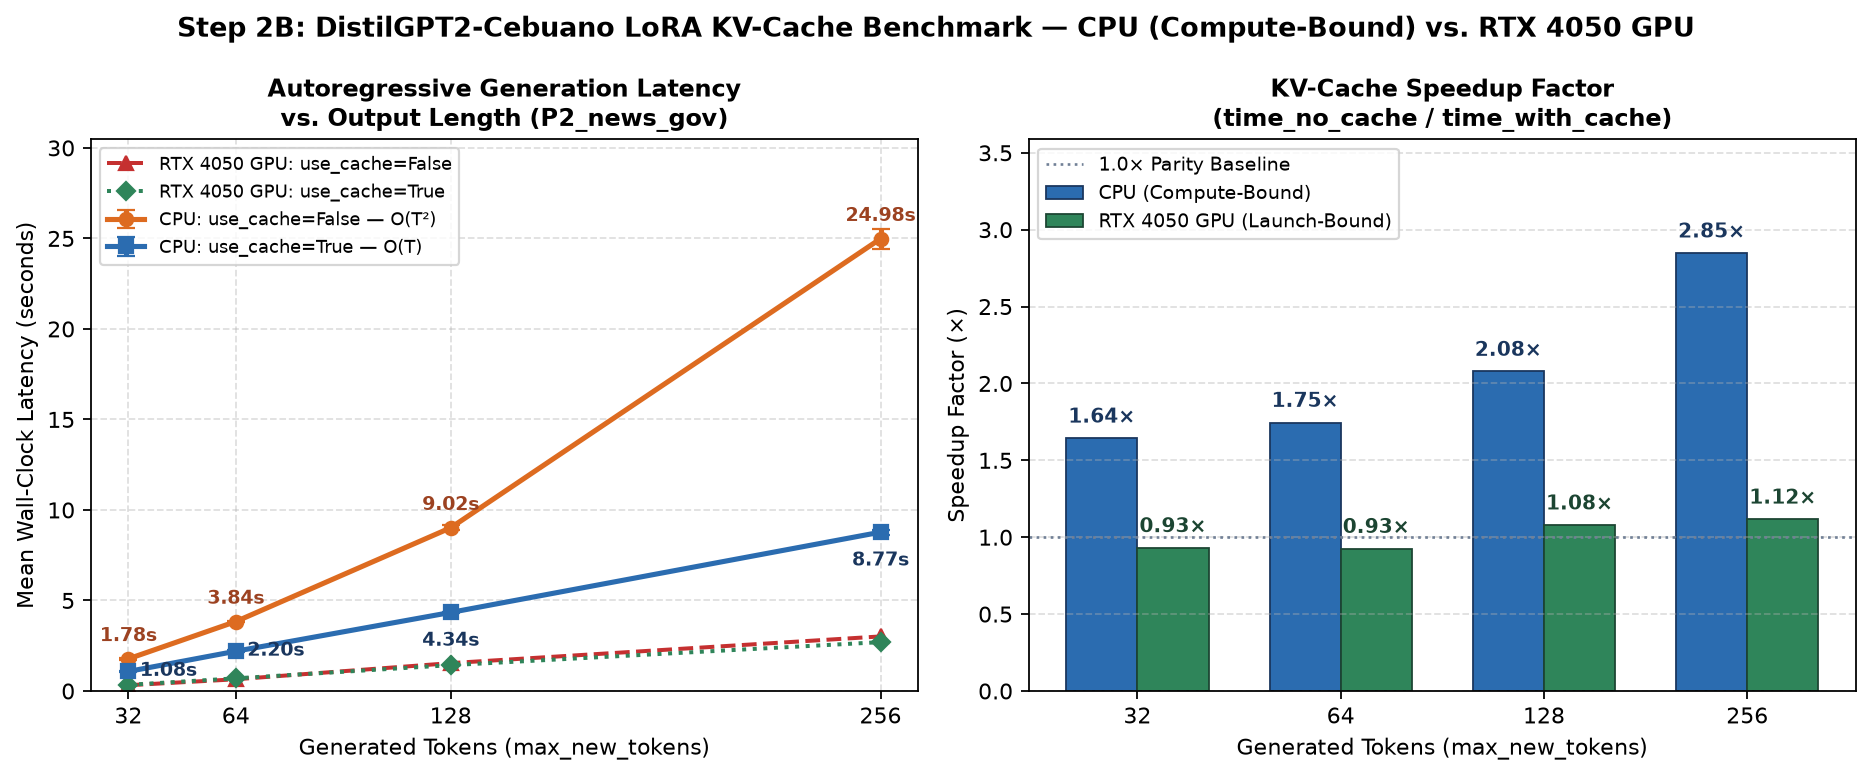 Step 2B: DistilGPT2-Cebuano LoRA KV-Cache Benchmark — CPU (Compute-Bound) vs. RTX 4050 GPU
Autoregressive Generation Latency
vs. Output Length (P2_news_gov)
Mean Wall-Clock Latency (seconds)
30
25
20
15
10
5
0
RTX 4050 GPU: use_cache=False
RTX 4050 GPU: use_cache=True
CPU: use_cache=False — O(T²)
CPU: use_cache=True — O(T)
24.98s
9.02s
8.77s
3.84s
4.34s
1.78s
2.20s
1.08s
32
64
128
256
Generated Tokens (max_new_tokens)
KV-Cache Speedup Factor
(time_no_cache / time_with_cache)
Speedup Factor (×)
3.5
3.0
2.5
2.0
1.5
1.0
0.5
0.0
1.0× Parity Baseline
CPU (Compute-Bound)
RTX 4050 GPU (Launch-Bound)
1.64×
0.93×
1.75×
0.93×
2.08×
1.08×
2.85×
1.12×
32
64
128
256
Generated Tokens (max_new_tokens)